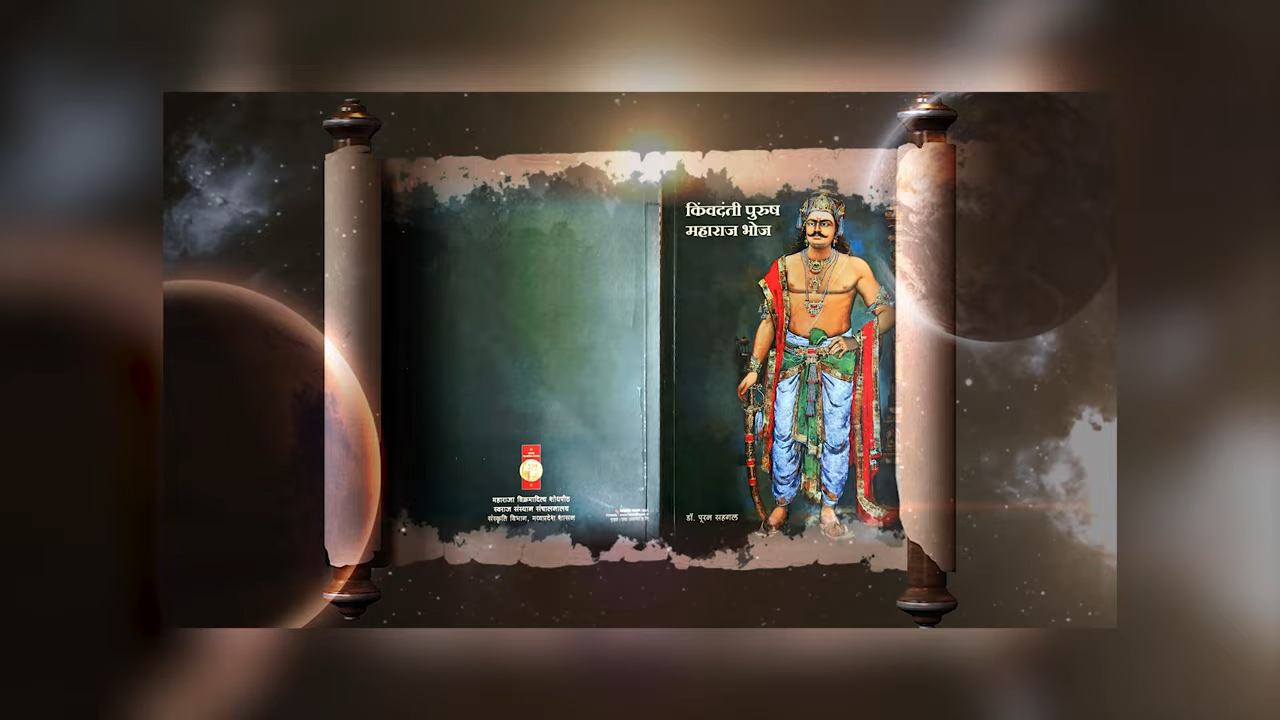 किंवदंती पुरुष
महाराज भोज
डॉ. पूरन सहगल
महाराजा विक्रमादित्य शोधपीठ
स्वराज संस्थान संचालनालय
संस्कृति विभाग, मध्यप्रदेश शासन